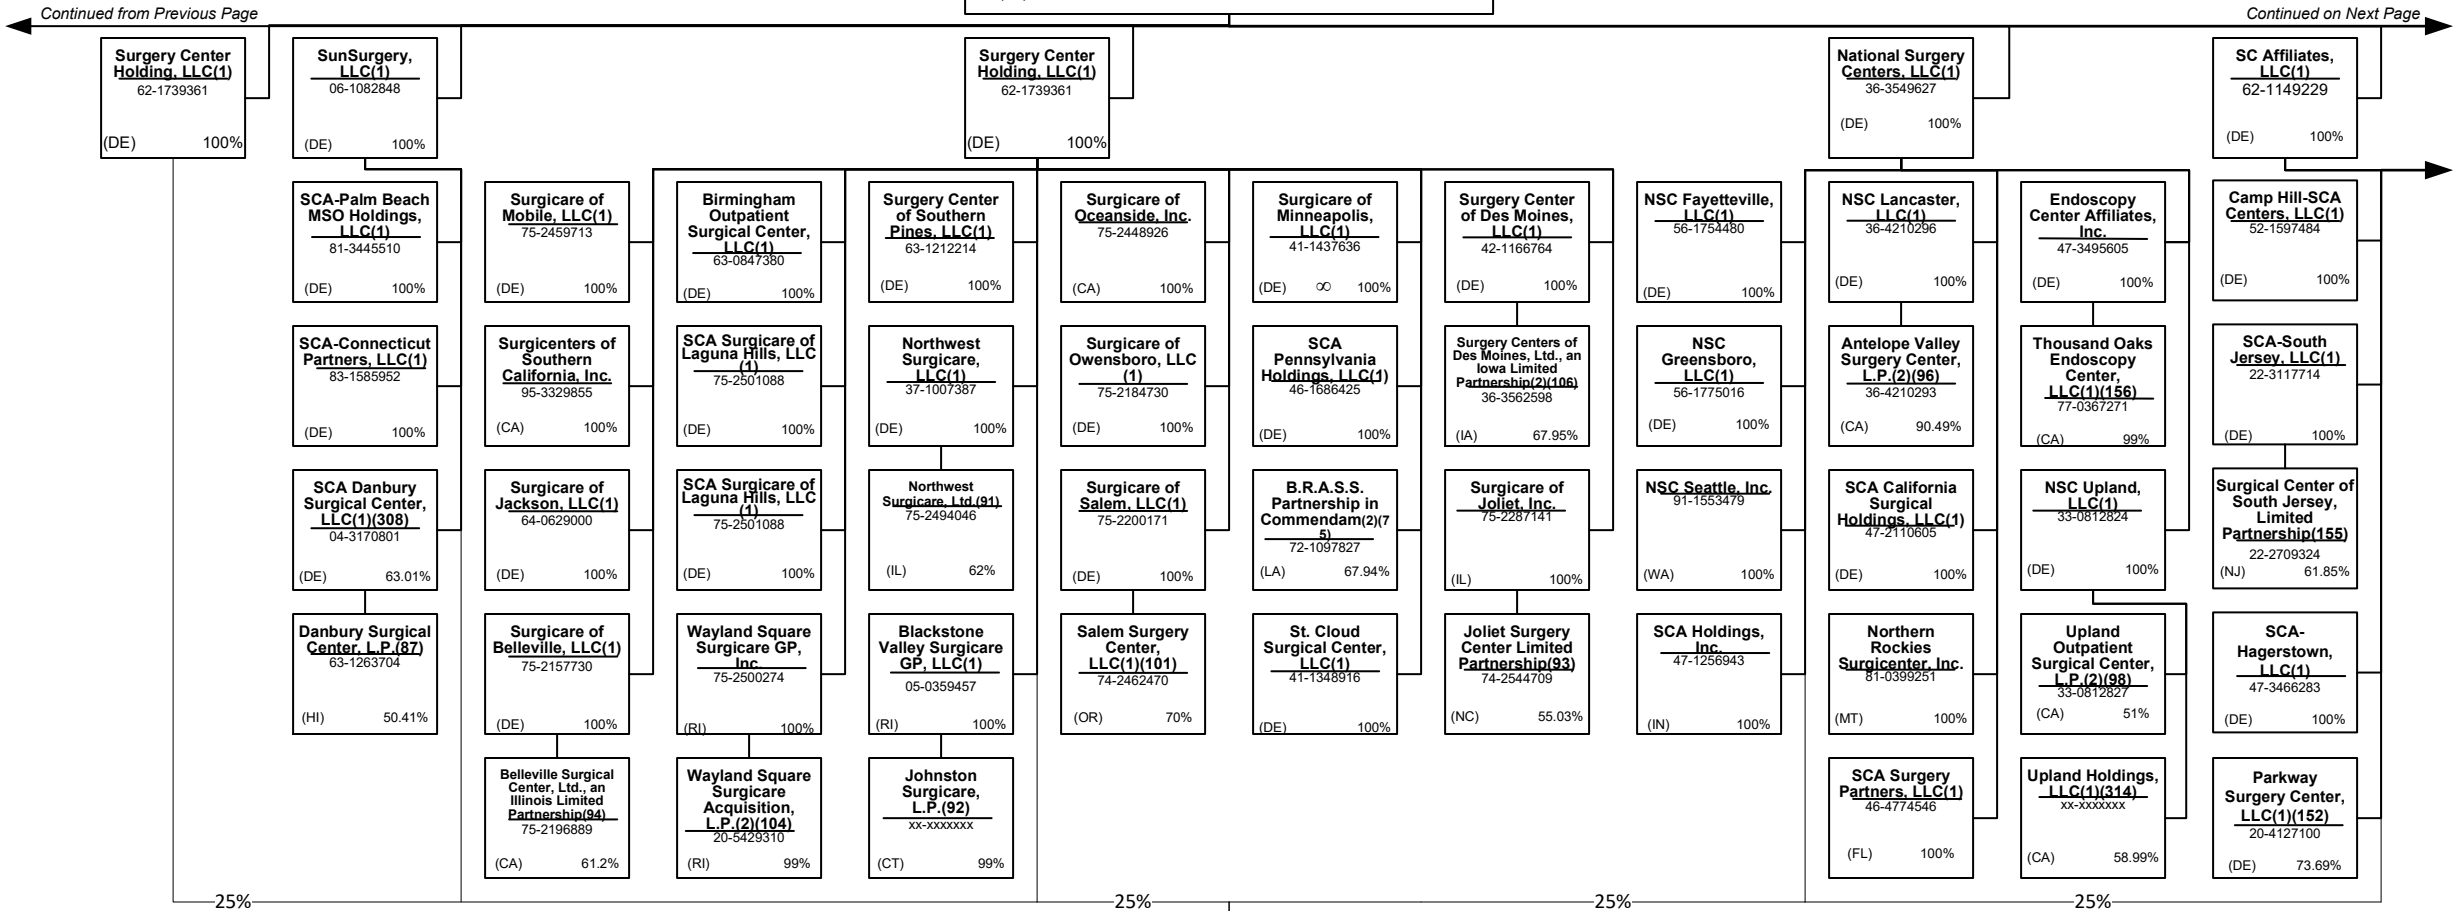 Continued from Previous Page
Continued on Next Page
Surgery Center
Holding, LLC(1)
62-1739361
(DE) 100%
SunSurgery,
LLC(1)
06-1082848
(DE) 100%
Surgery Center
Holding, LLC(1)
62-1739361
(DE) 100%
National Surgery
Centers, LLC(1)
36-3549627
(DE) 100%
SC Affiliates,
LLC(1)
62-1149229
(DE) 100%
SCA-Palm Beach
MSO Holdings,
LLC(1)
81-3445510
(DE) 100%
Surgicare of
Mobile, LLC(1)
75-2459713
(DE) 100%
Birmingham
Outpatient
Surgical Center,
LLC(1)
63-0847380
(DE) 100%
Surgery Center
of Southern
Pines, LLC(1)
63-1212214
(DE) 100%
Surgicare of
Oceanside, Inc.
75-2448926
(CA) 100%
Surgicare of
Minneapolis,
LLC(1)
41-1437636
(DE) ∞ 100%
Surgery Center
of Des Moines,
LLC(1)
42-1166764
(DE) 100%
NSC Fayetteville,
LLC(1)
56-1754480
(DE) 100%
NSC Lancaster,
LLC(1)
36-4210296
(DE) 100%
Endoscopy
Center Affiliates,
Inc.
47-3495605
(DE) 100%
Camp Hill-SCA
Centers, LLC(1)
52-1597484
(DE) 100%
SCA-Connecticut
Partners, LLC(1)
83-1585952
(DE) 100%
Surgicenters of
Southern
California, Inc.
95-3329855
(CA) 100%
SCA Surgicare of
Laguna Hills, LLC
(1)
75-2501088
(DE) 100%
Northwest
Surgicare,
LLC(1)
37-1007387
(DE) 100%
Surgicare of
Owensboro, LLC
(1)
75-2184730
(DE) 100%
SCA
Pennsylvania
Holdings, LLC(1)
46-1686425
(DE) 100%
Surgery Centers of
Des Moines, Ltd., an
Iowa Limited
Partnership(2)(106)
36-3562598
(IA) 67.95%
NSC
Greensboro,
LLC(1)
56-1775016
(DE) 100%
Antelope Valley
Surgery Center,
L.P.(2)(96)
36-4210293
(CA) 90.49%
Thousand Oaks
Endoscopy
Center,
LLC(1)(156)
77-0367271
(CA) 99%
SCA-South
Jersey, LLC(1)
22-3117714
(DE) 100%
SCA Danbury
Surgical Center,
LLC(1)(308)
04-3170801
(DE) 63.01%
Surgicare of
Jackson, LLC(1)
64-0629000
(DE) 100%
SCA Surgicare of
Laguna Hills, LLC
(1)
75-2501088
(DE) 100%
Northwest
Surgicare, Ltd.(91)
75-2494046
(IL) 62%
Surgicare of
Salem, LLC(1)
75-2200171
(DE) 100%
B.R.A.S.S.
Partnership in
Commendam(2)(7
5)
72-1097827
(LA) 67.94%
Surgicare of
Joliet, Inc.
75-2287141
(IL) 100%
NSC Seattle, Inc.
91-1553479
(WA) 100%
SCA California
Surgical
Holdings, LLC(1)
47-2110605
(DE) 100%
NSC Upland,
LLC(1)
33-0812824
(DE) 100%
Surgical Center of
South Jersey,
Limited
Partnership(155)
22-2709324
(NJ) 61.85%
Danbury Surgical
Center, L.P.(87)
63-1263704
(HI) 50.41%
Surgicare of
Belleville, LLC(1)
75-2157730
(DE) 100%
Wayland Square
Surgicare GP,
Inc.
75-2500274
(RI) 100%
Blackstone
Valley Surgicare
GP, LLC(1)
05-0359457
(RI) 100%
Salem Surgery
Center,
LLC(1)(101)
74-2462470
(OR) 70%
St. Cloud
Surgical Center,
LLC(1)
41-1348916
(DE) 100%
Joliet Surgery
Center Limited
Partnership(93)
74-2544709
(NC) 55.03%
SCA Holdings,
Inc.
47-1256943
(IN) 100%
Northern
Rockies
Surgicenter, Inc.
81-0399251
(MT) 100%
Upland
Outpatient
Surgical Center,
L.P.(2)(98)
33-0812827
(CA) 51%
SCA-
Hagerstown,
LLC(1)
47-3466283
(DE) 100%
Belleville Surgical
Center, Ltd., an
Illinois Limited
Partnership(94)
75-2196889
(CA) 61.2%
Wayland Square
Surgicare
Acquisition,
L.P.(2)(104)
20-5429310
(RI) 99%
Johnston
Surgicare,
L.P.(92)
xx-xxxxxxx
(CT) 99%
SCA Surgery
Partners, LLC(1)
46-4774546
(FL) 100%
Upland Holdings,
LLC(1)(314)
xx-xxxxxxx
(CA) 58.99%
Parkway
Surgery Center,
LLC(1)(152)
20-4127100
(DE) 73.69%
25% 25% 25% 25%